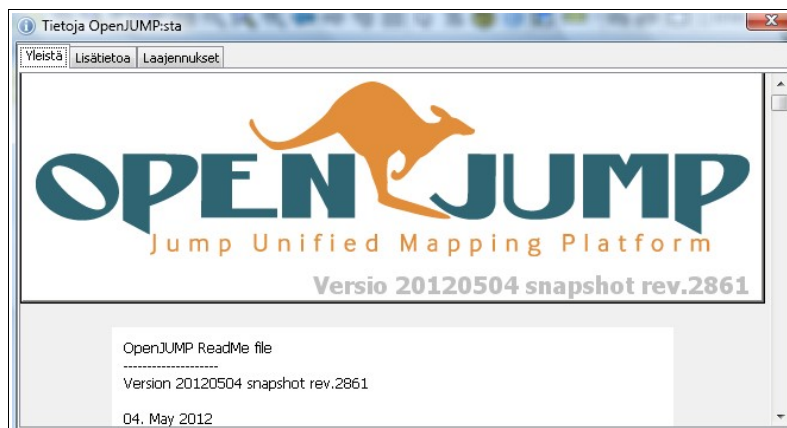 Tietoja OpenJUMP:sta
Yleistä Lisätietoa Laajennukset
OPEN JUMP
Jump Unified Mapping Platform
Versio 20120504 snapshot rev.2861
OpenJUMP ReadMe file
--------------------
Version 20120504 snapshot rev.2861
04. May 2012